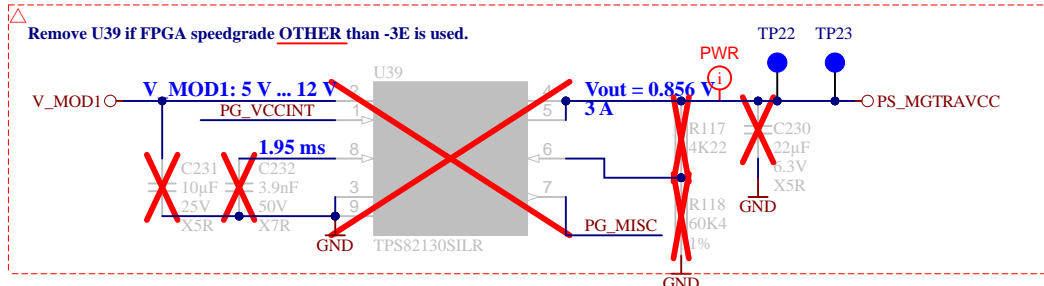 Remove U39 if FPGA speedgrade OTHER than -3E is used.
TP22
TP23
PWR
i
U39
V_MOD1
V_MOD1: 5 V ... 12 V
2
4
Vout = 0.856 V
PS_MGTRAVCC
PG_VCCINT
1
5
3 A
R117
4K22
C230
22µF
6.3V
X5R
1.95 ms
8
6
C231
10µF
25V
X5R
C232
3.9nF
50V
X7R
3
9
7
GND
R118
60K4
1%
GND
PG_MISC
TPS82130SILR
GND